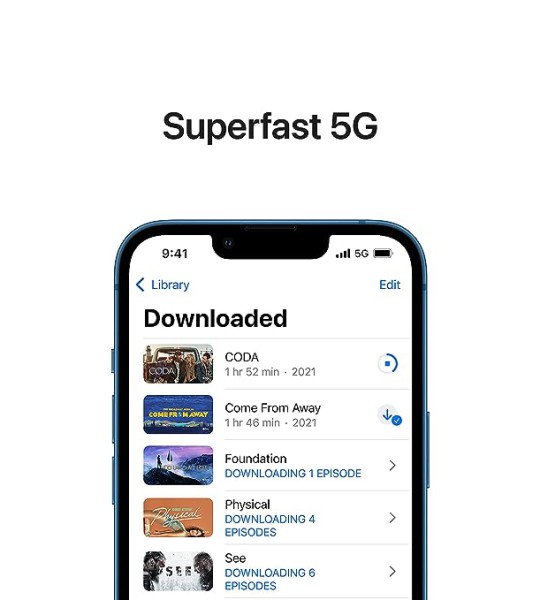 Superfast 5G
9:41
5G
Library
Edit
Downloaded
CODA
CODA
1 hr 52 min · 2021
COME FROM AWAY
Come From Away
1 hr 46 min · 2021
Foundation
DOWNLOADING 1 EPISODE
Physical
Physical
DOWNLOADING 4
EPISODES
SEE
See
DOWNLOADING 6
EPISODES